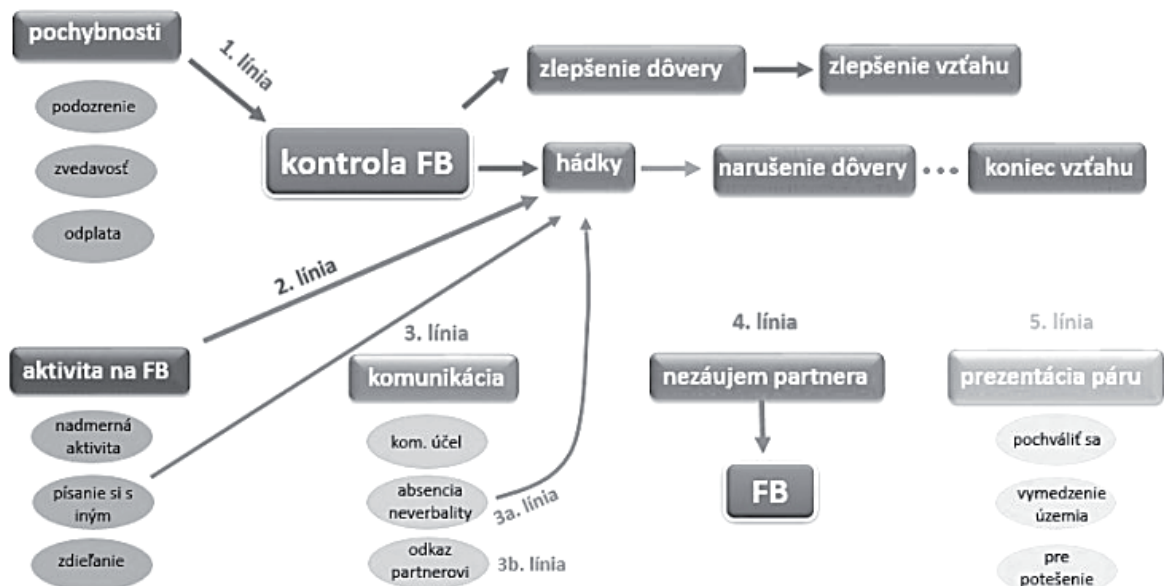 pochybnosti
podozrenie
zvedavosť
odplata
1. línia
kontrola FB
zlepšenie dôvery
zlepšenie vzťahu
hádky
narušenie dôvery
koniec vzťahu
2. línia
aktivita na FB
nadmerná
aktivita
písanie si s
iným
zdieľanie
3. línia
komunikácia
kom. účel
absencia
neverbality
3a. línia
odkaz
partnerovi
3b. línia
4. línia
nezáujem partnera
FB
5. línia
prezentácia páru
pochváliť sa
vymedzenie
územia
pre
potešenie